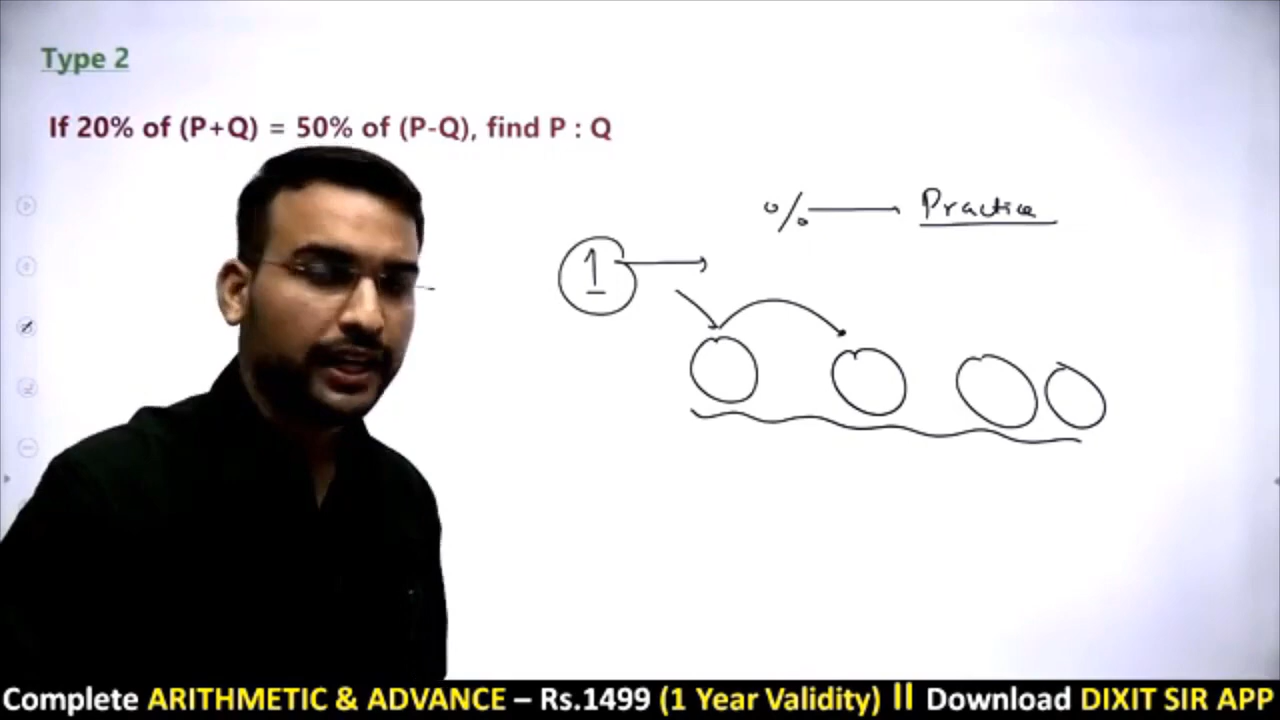 Type 2
If 20% of (P+Q) = 50% of (P-Q), find P : Q
% Practice
1
Complete ARITHMETIC & ADVANCE – Rs.1499 (1 Year Validity) II Download DIXIT SIR APP